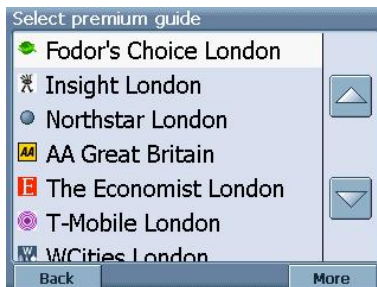 Select premium guide
Fodor's Choice London
Insight London
Northstar London
AA Great Britain
The Economist London
T-Mobile London
WCities London
Back More